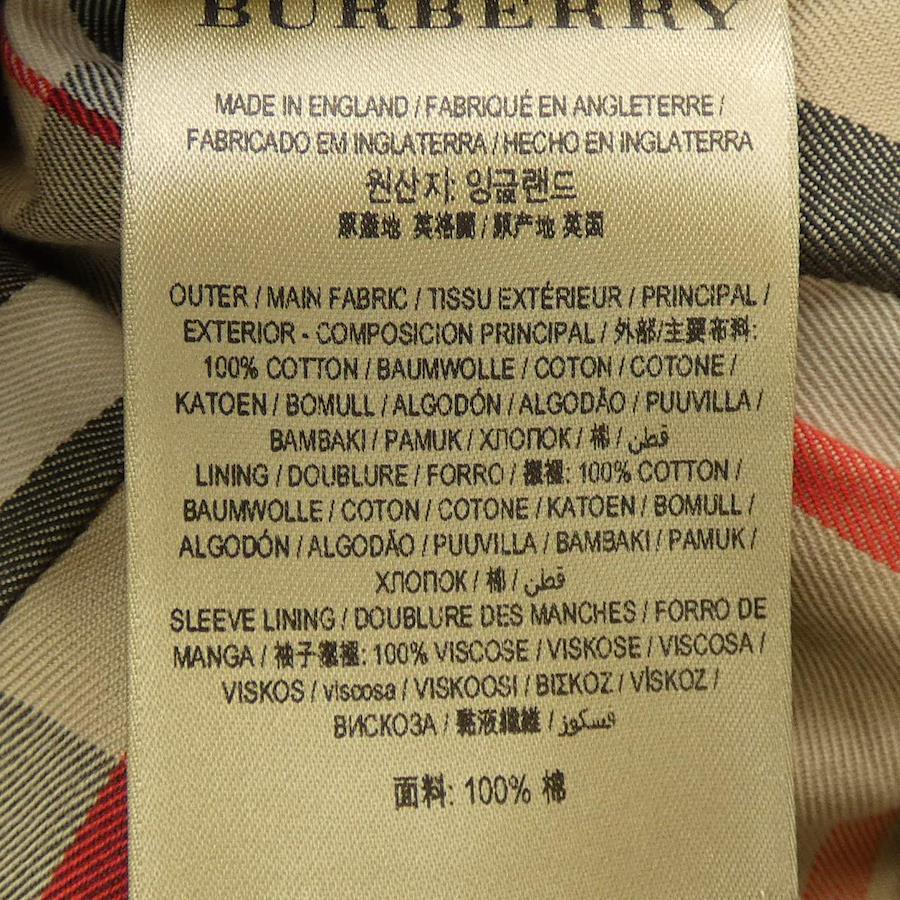 BURBERRY
MADE IN ENGLAND / FABRIQUÉ EN ANGLETERRE /
FABRICADO EM INGLATERRA / HECHO EN INGLATERRA
원산지: 잉글랜드
原產地 英格蘭 / 原产地 英国
OUTER / MAIN FABRIC / TISSU EXTÉRIEUR / PRINCIPAL /
EXTERIOR - COMPOSICION PRINCIPAL / 外部/主要布料:
100% COTTON / BAUMWOLLE / COTON / COTONE /
KATOEN / BOMULL / ALGODÓN / ALGODÃO / PUUVILLA /
BAMBAKI / PAMUK / ХЛОПОК / 棉 / قطن
LINING / DOUBLURE / FORRO / 襯裡: 100% COTTON /
BAUMWOLLE / COTON / COTONE / KATOEN / BOMULL /
ALGODÓN / ALGODÃO / PUUVILLA / BAMBAKI / PAMUK /
ХЛОПОК / 棉 / قطن
SLEEVE LINING / DOUBLURE DES MANCHES / FORRO DE
MANGA / 袖子襯裡: 100% VISCOSE / VISKOSE / VISCOSA /
VISKOS / viscosa / VISKOOSI / ΒΙΣΚΟΖ / VİSKOZ /
ВИСКОЗА / 黏液纖維 / فسكوز
面料: 100% 棉